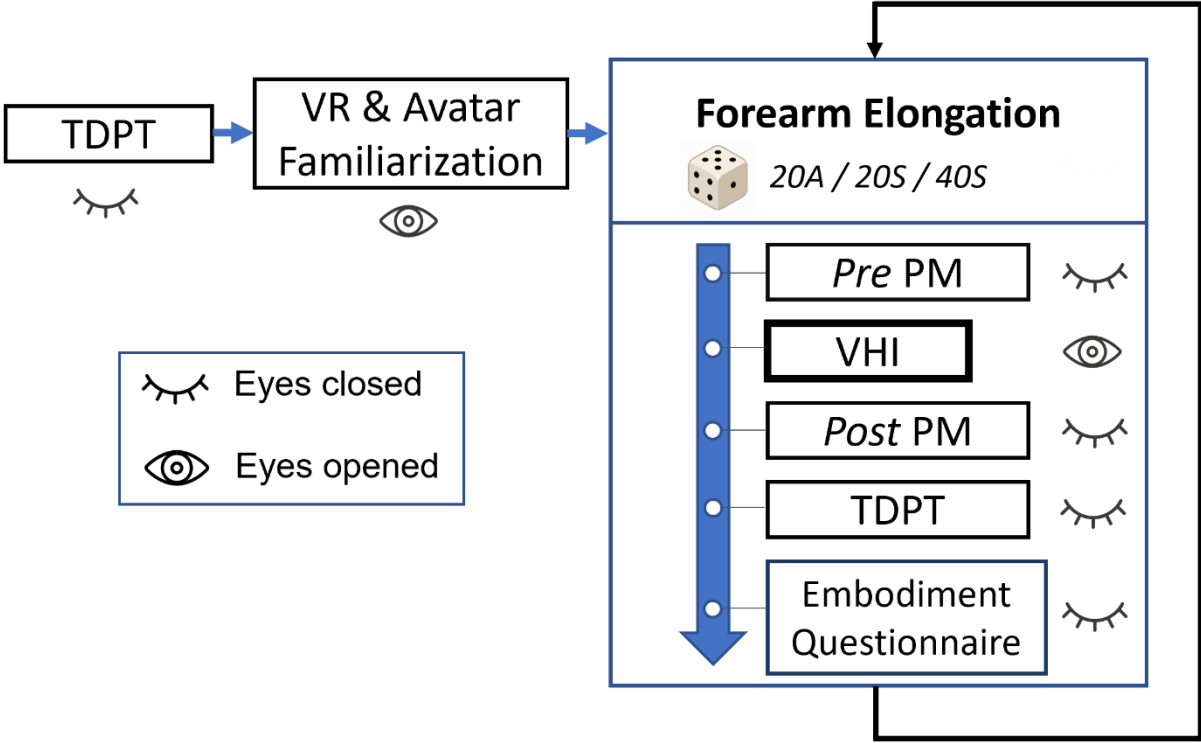 TDPT
VR & Avatar
Familiarization
Forearm Elongation
20A / 20S / 40S
Pre PM
VHI
Post PM
TDPT
Embodiment
Questionnaire
Eyes closed
Eyes opened